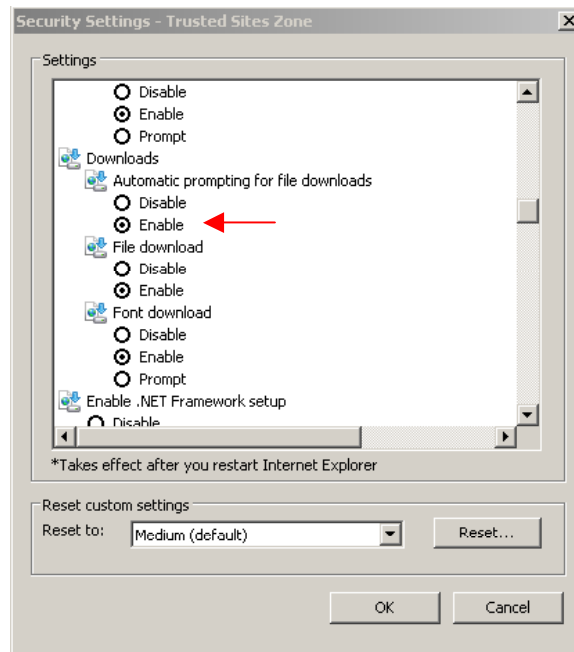 Security Settings - Trusted Sites Zone
Settings
Disable
Enable
Prompt
Downloads
Automatic prompting for file downloads
Disable
Enable
File download
Disable
Enable
Font download
Disable
Enable
Prompt
Enable .NET Framework setup
Disable
*Takes effect after you restart Internet Explorer
Reset custom settings
Reset to: Medium (default) Reset...
OK Cancel